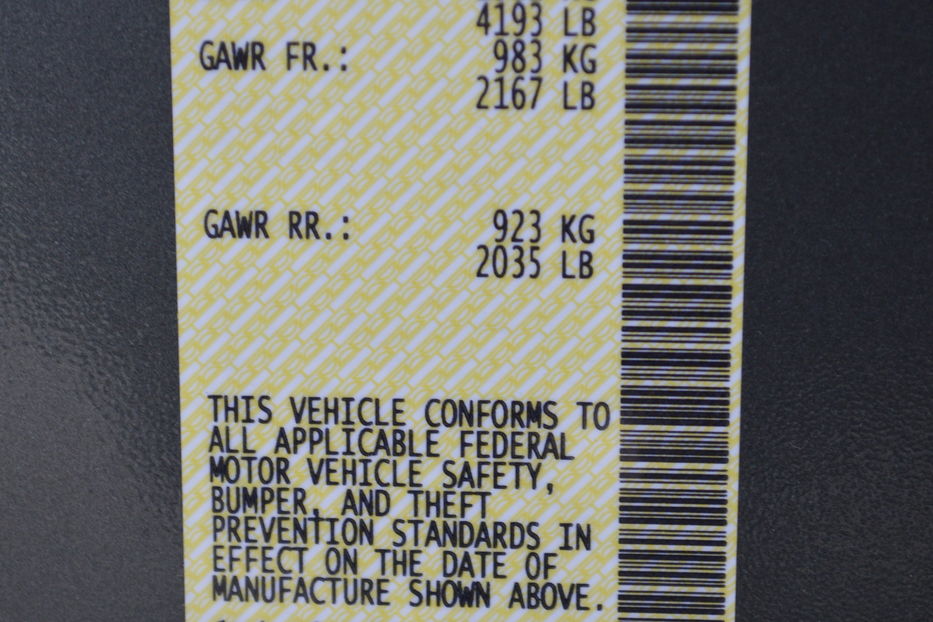 4193 LB
GAWR FR.: 983 KG
2167 LB
GAWR RR.: 923 KG
2035 LB
THIS VEHICLE CONFORMS TO
ALL APPLICABLE FEDERAL
MOTOR VEHICLE SAFETY,
BUMPER, AND THEFT
PREVENTION STANDARDS IN
EFFECT ON THE DATE OF
MANUFACTURE SHOWN ABOVE.